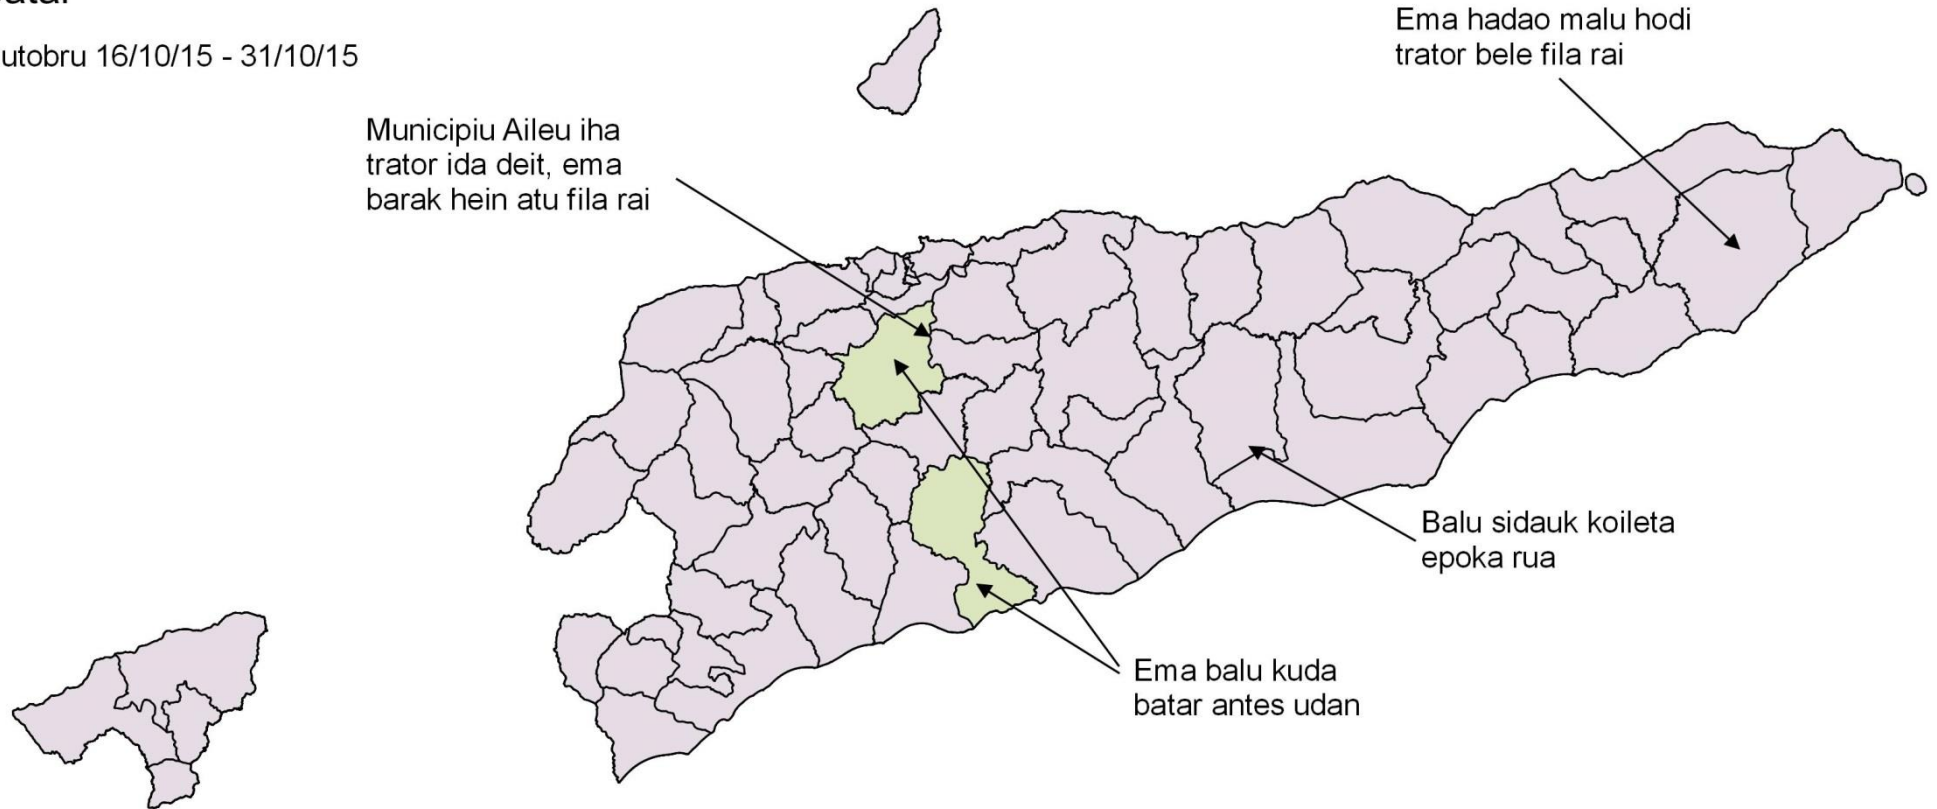 utobru 16/10/15 - 31/10/15
Ema hadao malu hodi
trator bele fila rai
Municipiu Aileu iha
trator ida deit, ema
barak hein atu fila rai
Balu sidauk koileta
epoka rua
Ema balu kuda
batar antes udan